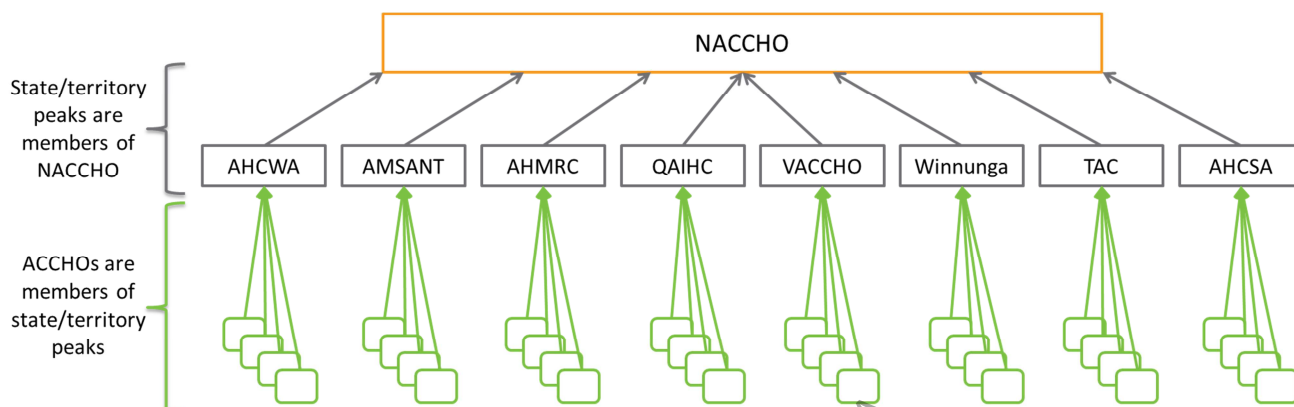 NACCHO
State/territory
peaks are
members of
NACCHO
AHCWA
AMSANT
AHMRC
QAIHC
VACCHO
Winnunga
TAC
AHCSA
ACCHOs are
members of
state/territory
peaks